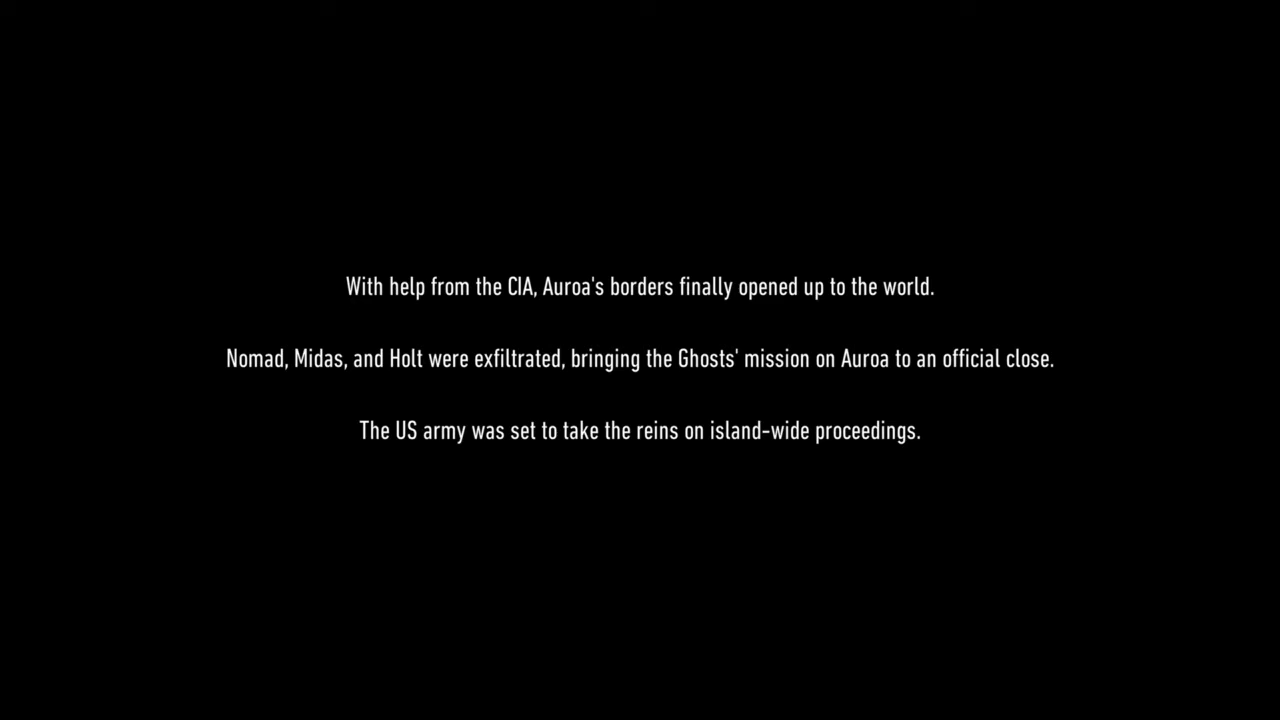 With help from the CIA, Auroa's borders finally opened up to the world.
Nomad, Midas, and Holt were exfiltrated, bringing the Ghosts' mission on Auroa to an official close.
The US army was set to take the reins on island-wide proceedings.